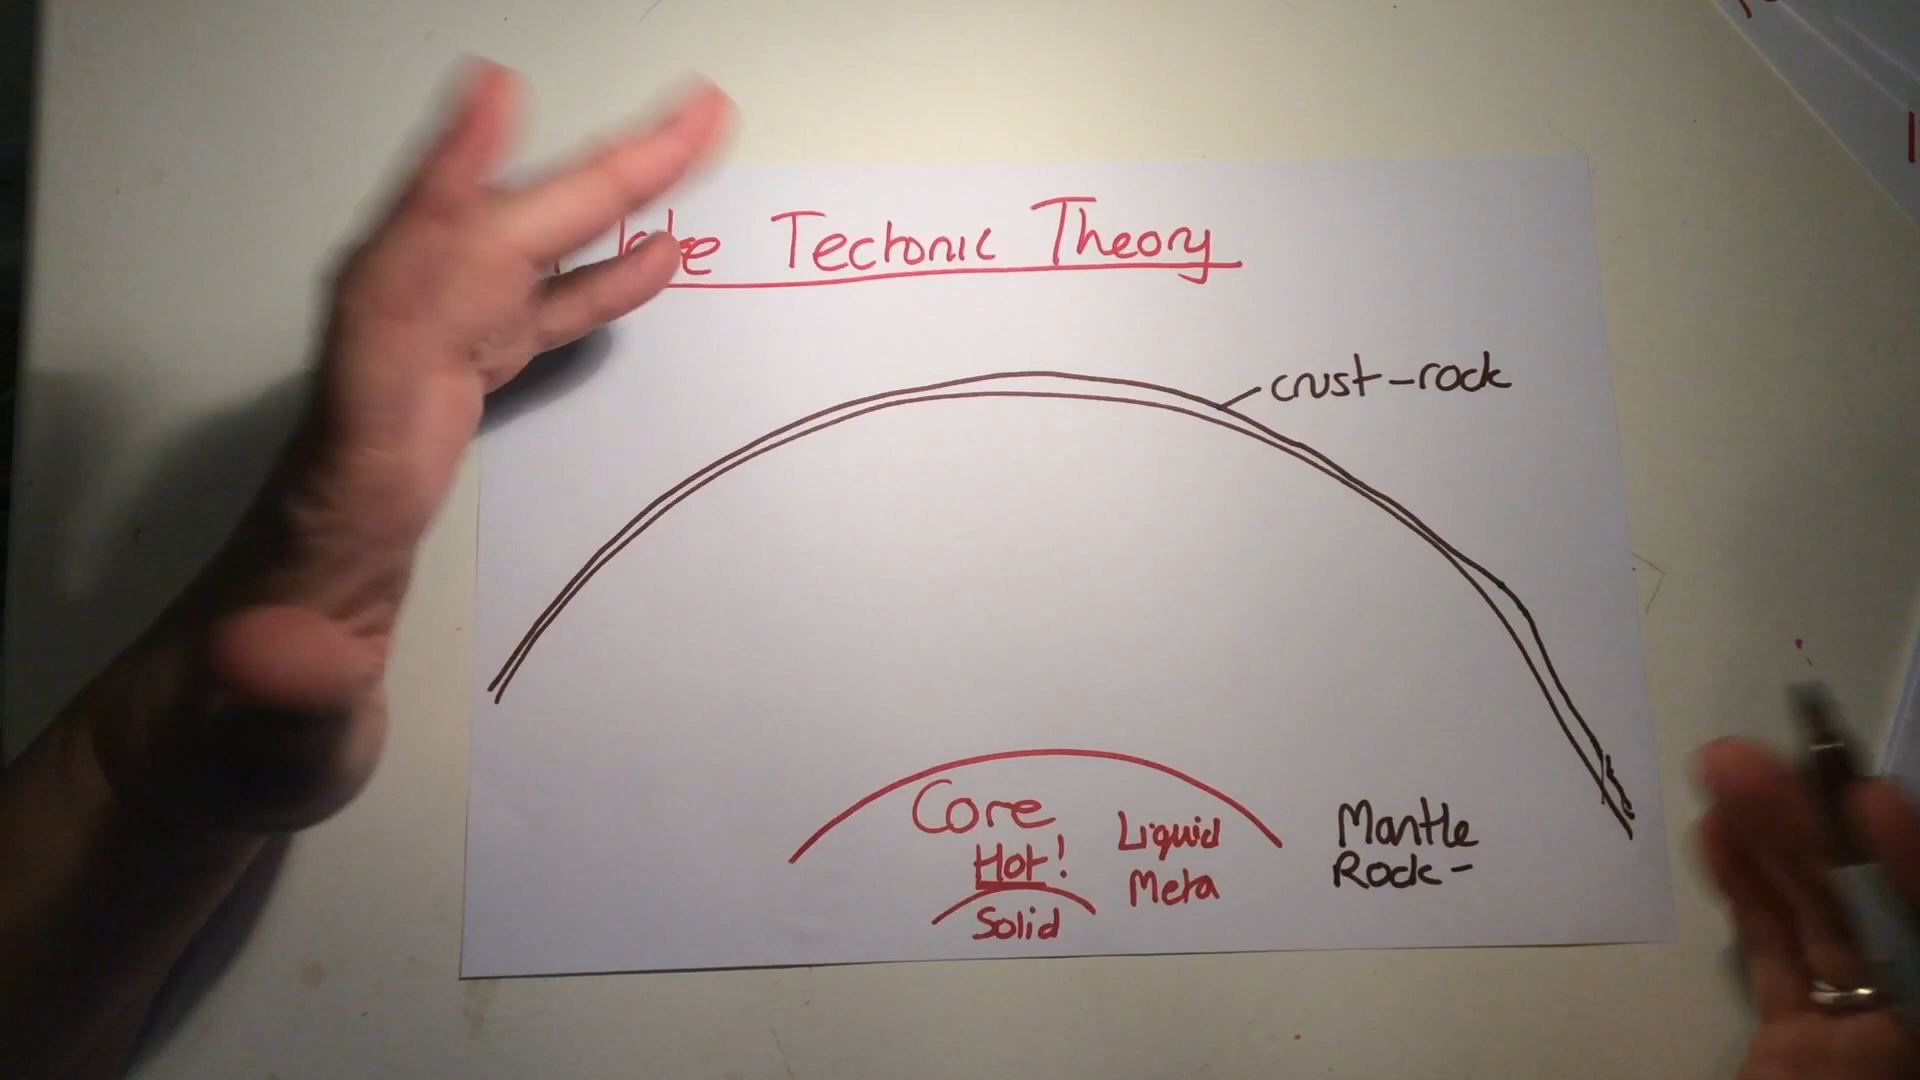 Tectonic Theory
crust-rock
Core
Hot!
Liquid
Meta
Solid
Mantle
Rock-